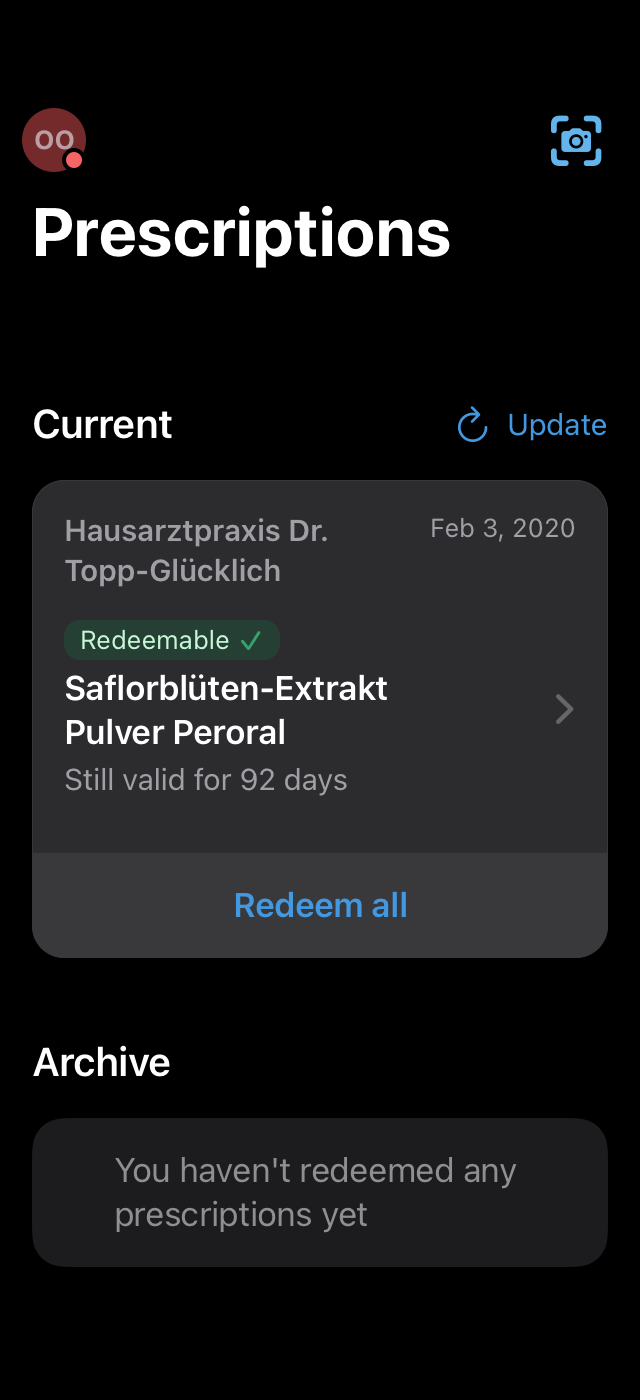 OO
Prescriptions
Current
Update
Hausarztpraxis Dr.
Topp-Glücklich
Feb 3, 2020
Redeemable
Saflorblüten-Extrakt
Pulver Peroral
Still valid for 92 days
Redeem all
Archive
You haven't redeemed any
prescriptions yet